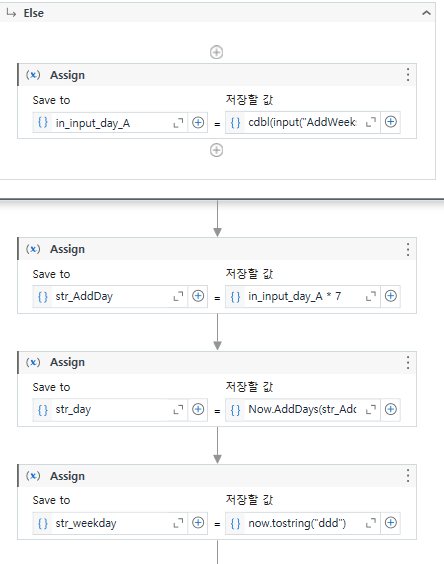 Else
Assign
Save to 저장할 값
in_input_day_A = cdbl(input("AddWeek
Assign
Save to 저장할 값
str_AddDay = in_input_day_A * 7
Assign
Save to 저장할 값
str_day = Now.AddDays(str_Adc
Assign
Save to 저장할 값
str_weekday = now.tostring("ddd")